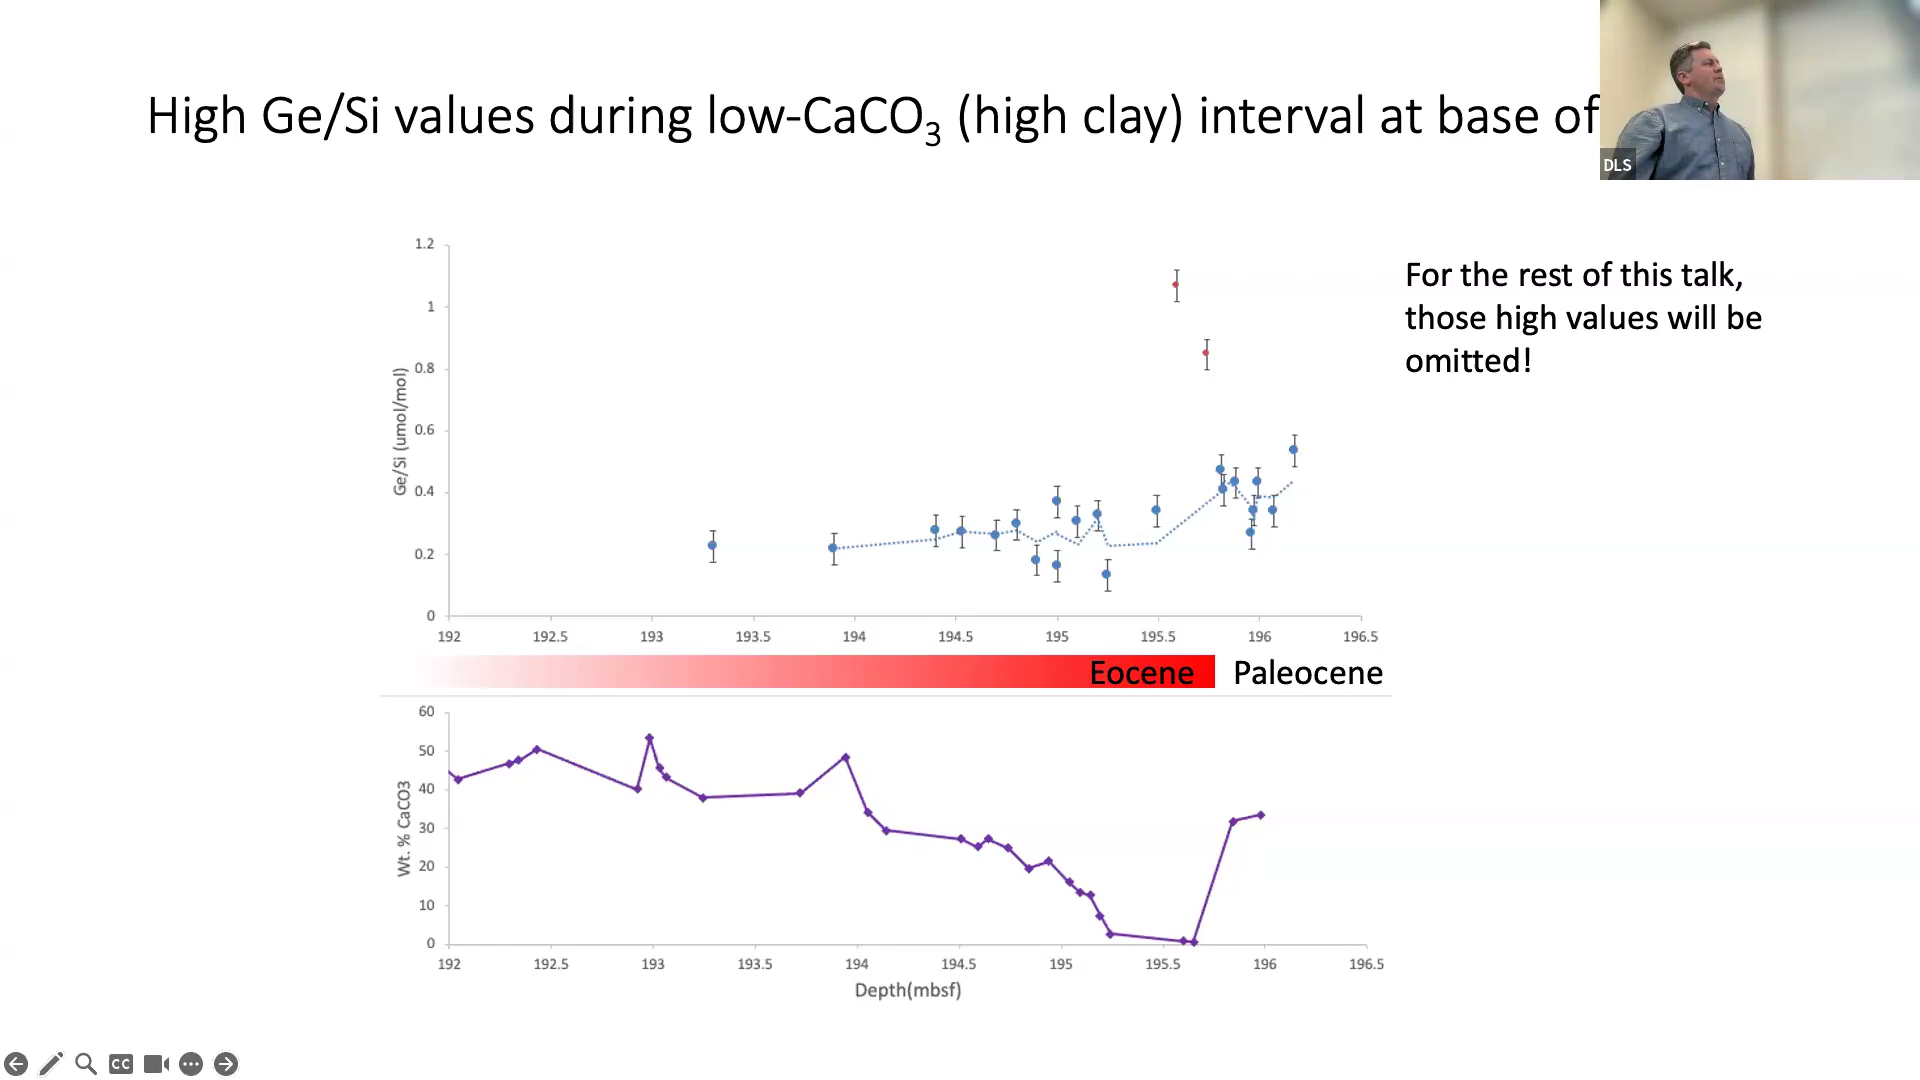 High Ge/Si values during low-CaCO₃ (high clay) interval at base of
DLS
For the rest of this talk,
those high values will be
omitted!
Ge/Si (umol/mol)
1.2
1
0.8
0.6
0.4
0.2
0
192 192.5 193 193.5 194 194.5 195 195.5 196 196.5
Eocene Paleocene
Wt. % CaCO3
60
50
40
30
20
10
0
192 192.5 193 193.5 194 194.5 195 195.5 196 196.5
Depth(mbsf)
CC